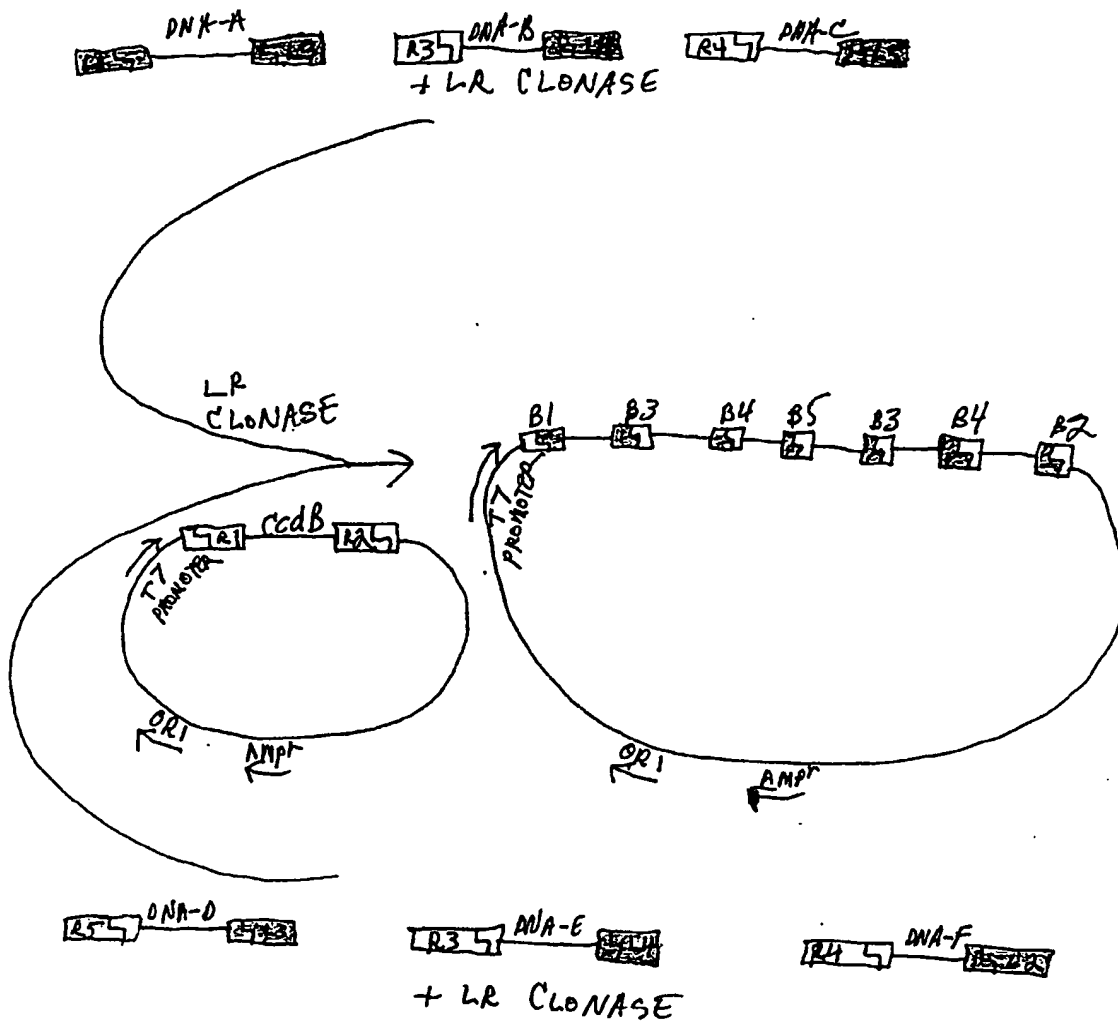 DNA-A DNA-B DNA-C
R3 R4
+ LR CLONASE
LR
CLONASE
B1 B3 B4 B5 B3 B4 B2
T7
PROMOTER
R1 ccdB R2
T7
PROMOTER
ORI
AMPr
ORI
AMPr
R5 DNA-D
R3 DNA-E
R4 DNA-F
+ LR CLONASE